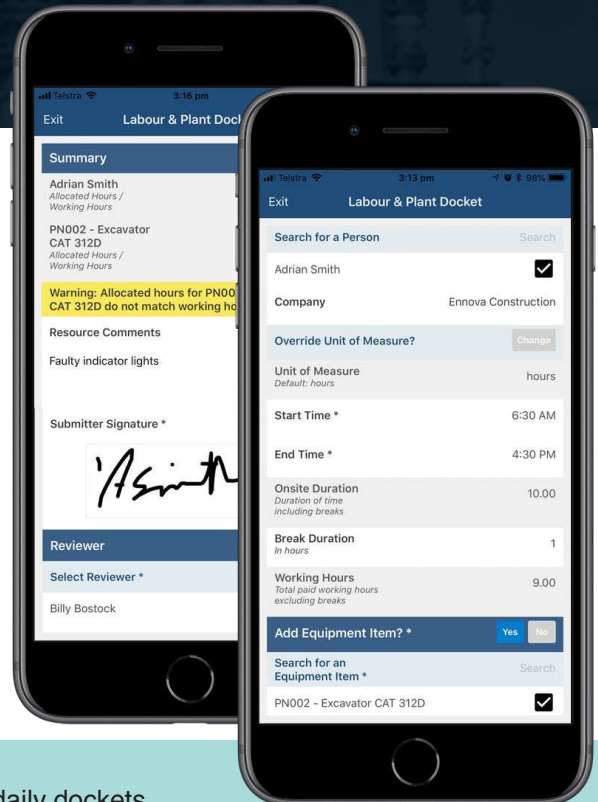 Telstra
3:16 pm
Exit
Labour & Plant
Summary
Adrian Smith
Allocated Hours /
Working Hours
PN002 - Excavator
CAT 312D
Allocated Hours /
Working Hours
Warning: Allocated hours for
CAT 312D do not match working
Resource Comments
Faulty indicator lights
Submitter Signature *
Reviewer
Select Reviewer *
Billy Bostock
Telstra
3:13 pm
98%
Exit
Labour & Plant Docket
Search for a Person
Search
Adrian Smith
Company
Ennova Construction
Override Unit of Measure?
Change
Unit of Measure
Default: hours
hours
Start Time *
6:30 AM
End Time *
4:30 PM
Onsite Duration
Duration of time
including breaks
10.00
Break Duration
In hours
1
Working Hours
Total paid working hours
excluding breaks
9.00
Add Equipment Item? *
Yes
No
Search for an
Equipment Item *
Search
PN002 - Excavator CAT 312D
daily dockets